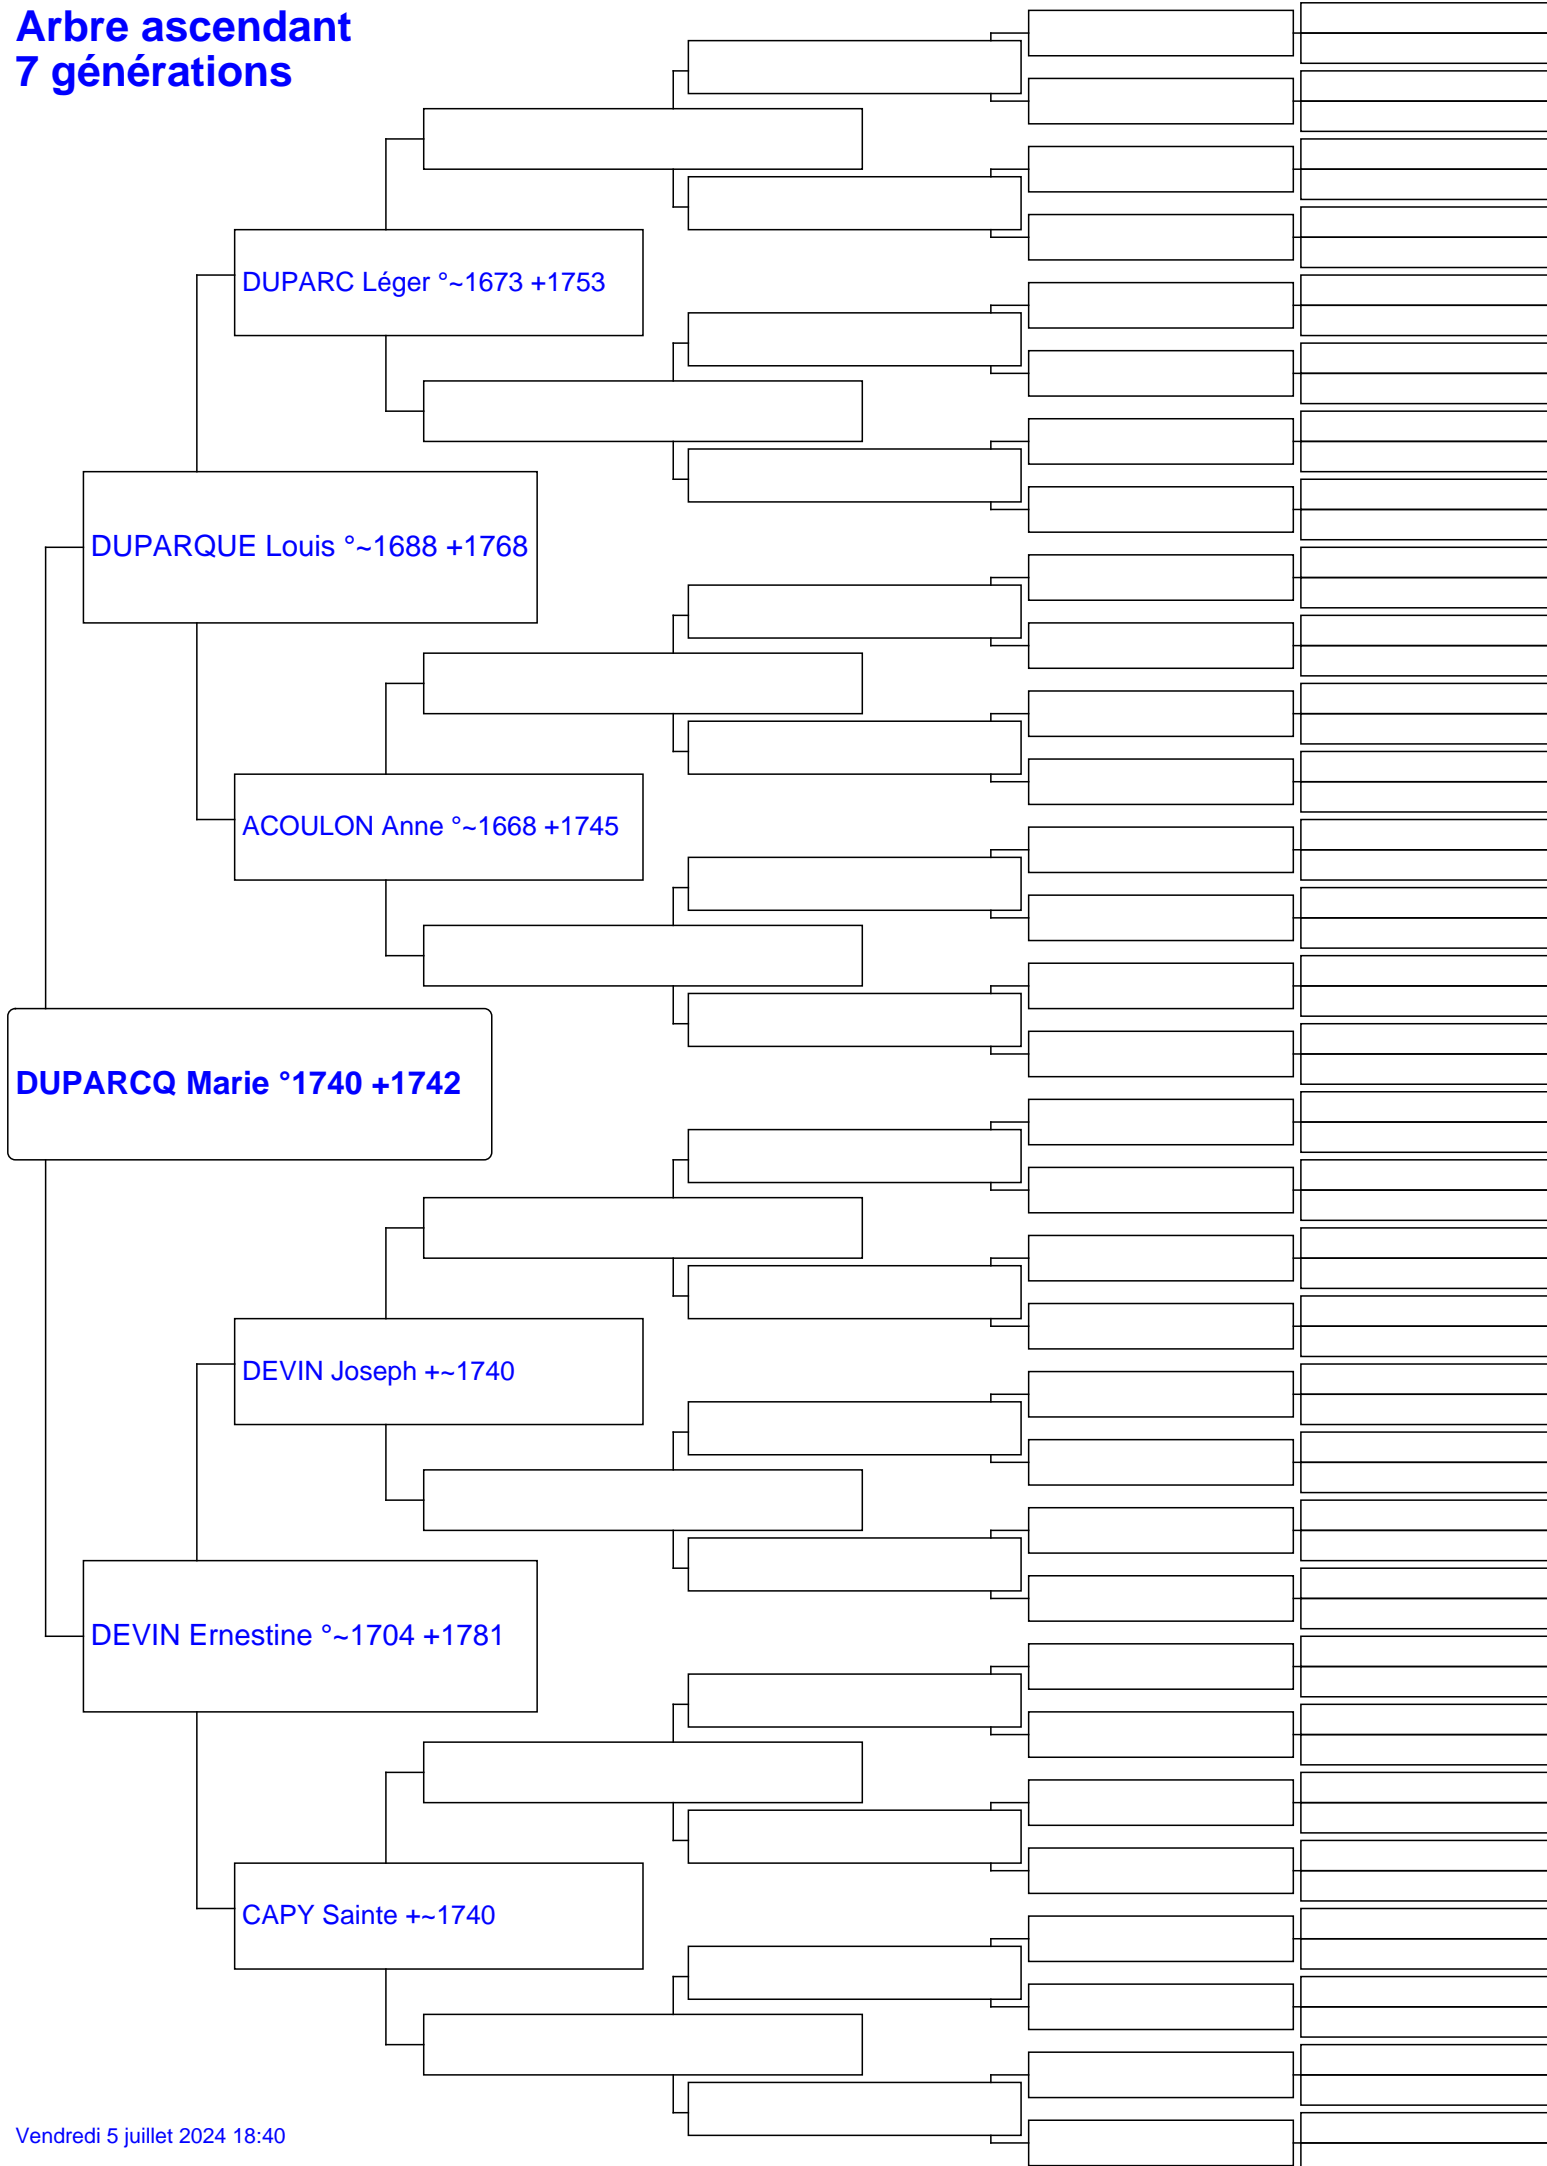 Arbre ascendant
7 générations
DUPARC Léger °~1673 +1753
DUPARQUE Louis °~1688 +1768
ACOULON Anne °~1668 +1745
DUPARCQ Marie °1740 +1742
DEVIN Joseph +~1740
DEVIN Ernestine °~1704 +1781
CAPY Sainte +~1740
Vendredi 5 juillet 2024 18:40